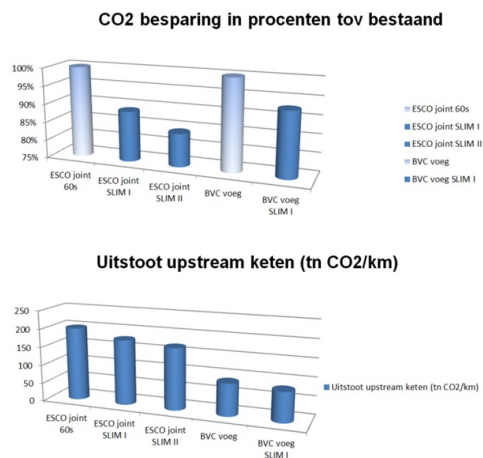 CO2 besparing in procenten tov bestaand
100%
95%
90%
85%
80%
75%
ESCO joint
60s
ESCO joint
SLIM I
ESCO joint
SLIM II
BVC voeg
BVC voeg
SLIM I
ESCO joint 60s
ESCO joint SLIM I
ESCO joint SLIM II
BVC voeg
BVC voeg SLIM I
Uitstoot upstream keten (tn CO2/km)
250
200
150
100
50
0
ESCO joint
60s
ESCO joint
SLIM I
ESCO joint
SLIM II
BVC voeg
BVC voeg
SLIM I
Uitstoot upstream keten (tn CO2/km)